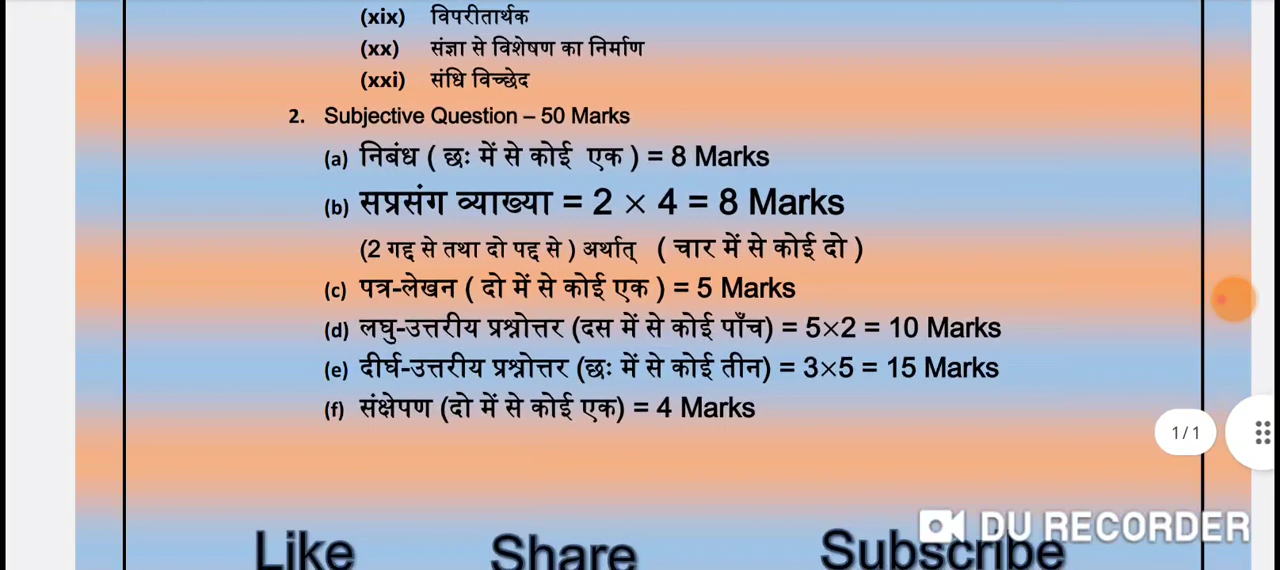 (xix) विपरीतार्थक
(xx) संज्ञा से विशेषण का निर्माण
(xxi) संधि विच्छेद
2. Subjective Question – 50 Marks
(a) निबंध ( छः में से कोई एक ) = 8 Marks
(b) सप्रसंग व्याख्या = 2 × 4 = 8 Marks
(2 गद्द से तथा दो पद्द से ) अर्थात् ( चार में से कोई दो )
(c) पत्र-लेखन ( दो में से कोई एक ) = 5 Marks
(d) लघु-उत्तरीय प्रश्नोत्तर (दस में से कोई पाँच) = 5×2 = 10 Marks
(e) दीर्घ-उत्तरीय प्रश्नोत्तर (छः में से कोई तीन) = 3×5 = 15 Marks
(f) संक्षेपण (दो में से कोई एक) = 4 Marks
1 / 1
DU RECORDER
Like Share Subscribe